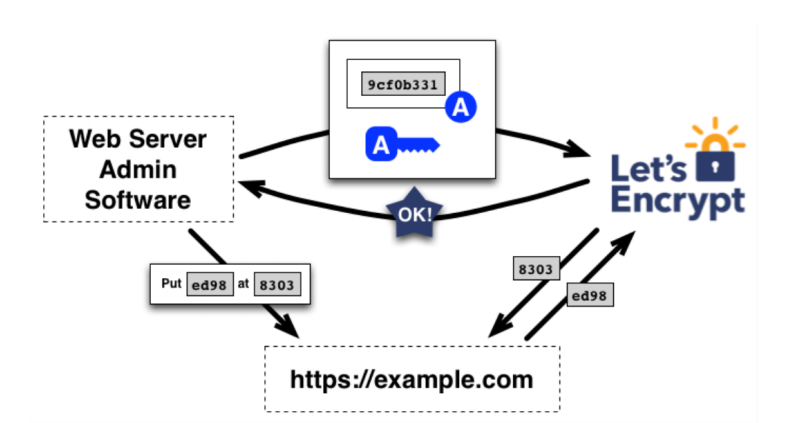 9cf0b331
A
A
Web Server
Admin
Software
Let's
Encrypt
OK!
Put ed98 at 8303
8303
ed98
https://example.com